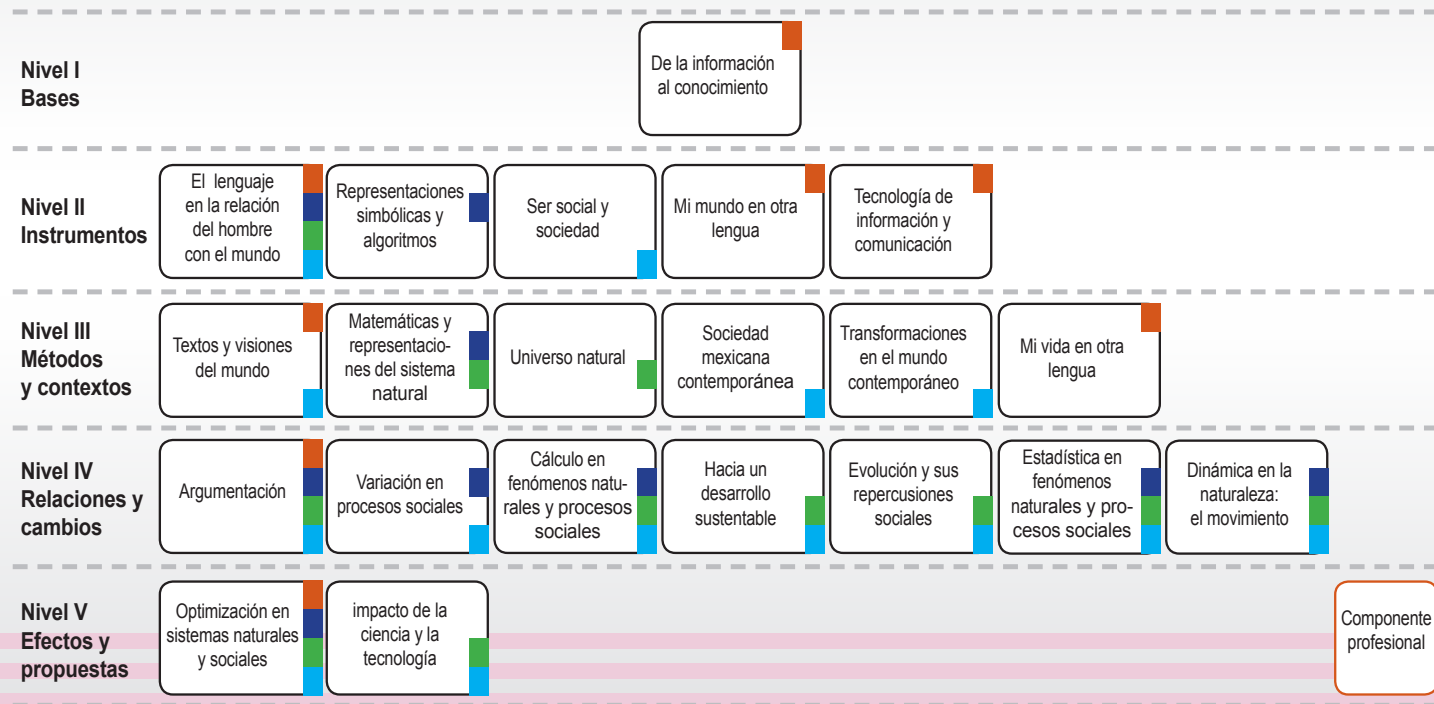 Nivel I
Bases
De la información
al conocimiento
Nivel II
Instrumentos
El lenguaje
en la relación
del hombre
con el mundo
Representaciones
simbólicas y
algoritmos
Ser social y
sociedad
Mi mundo en otra
lengua
Tecnología de
información y
comunicación
Nivel III
Métodos
y contextos
Textos y visiones
del mundo
Matemáticas y
representacio-
nes del sistema
natural
Universo natural
Sociedad
mexicana
contemporánea
Transformaciones
en el mundo
contemporáneo
Mi vida en otra
lengua
Nivel IV
Relaciones y
cambios
Argumentación
Variación en
procesos sociales
Cálculo en
fenómenos natu-
rales y procesos
sociales
Hacia un
desarrollo
sustentable
Evolución y sus
repercusiones
sociales
Estadística en
fenómenos
naturales y pro-
cesos sociales
Dinámica en la
naturaleza:
el movimiento
Nivel V
Efectos y
propuestas
Optimización en
sistemas naturales
y sociales
impacto de la
ciencia y la
tecnología
Componente
profesional